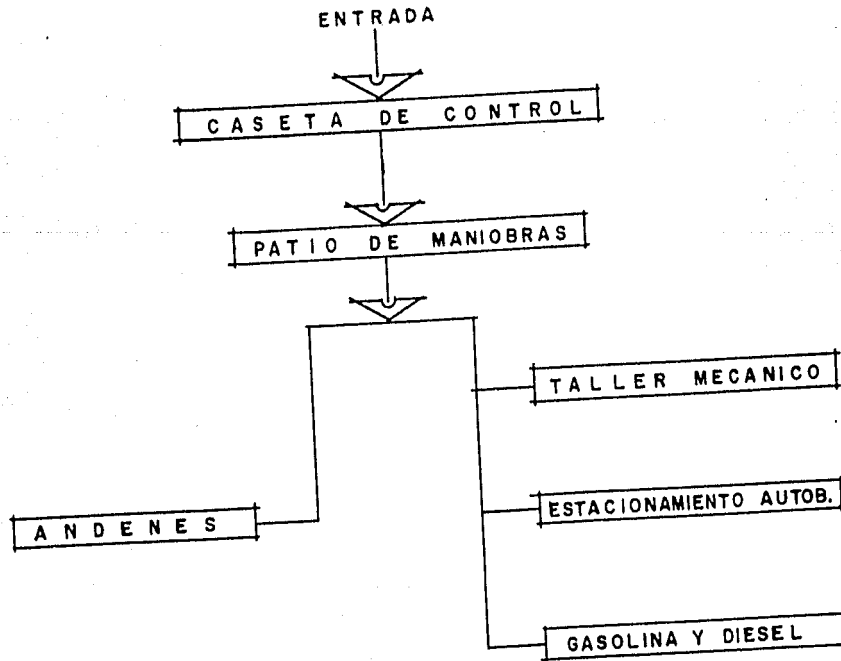 ENTRADA
CASETA DE CONTROL
PATIO DE MANIOBRAS
TALLER MECANICO
ESTACIONAMIENTO AUTOB.
ANDENES
GASOLINA Y DIESEL